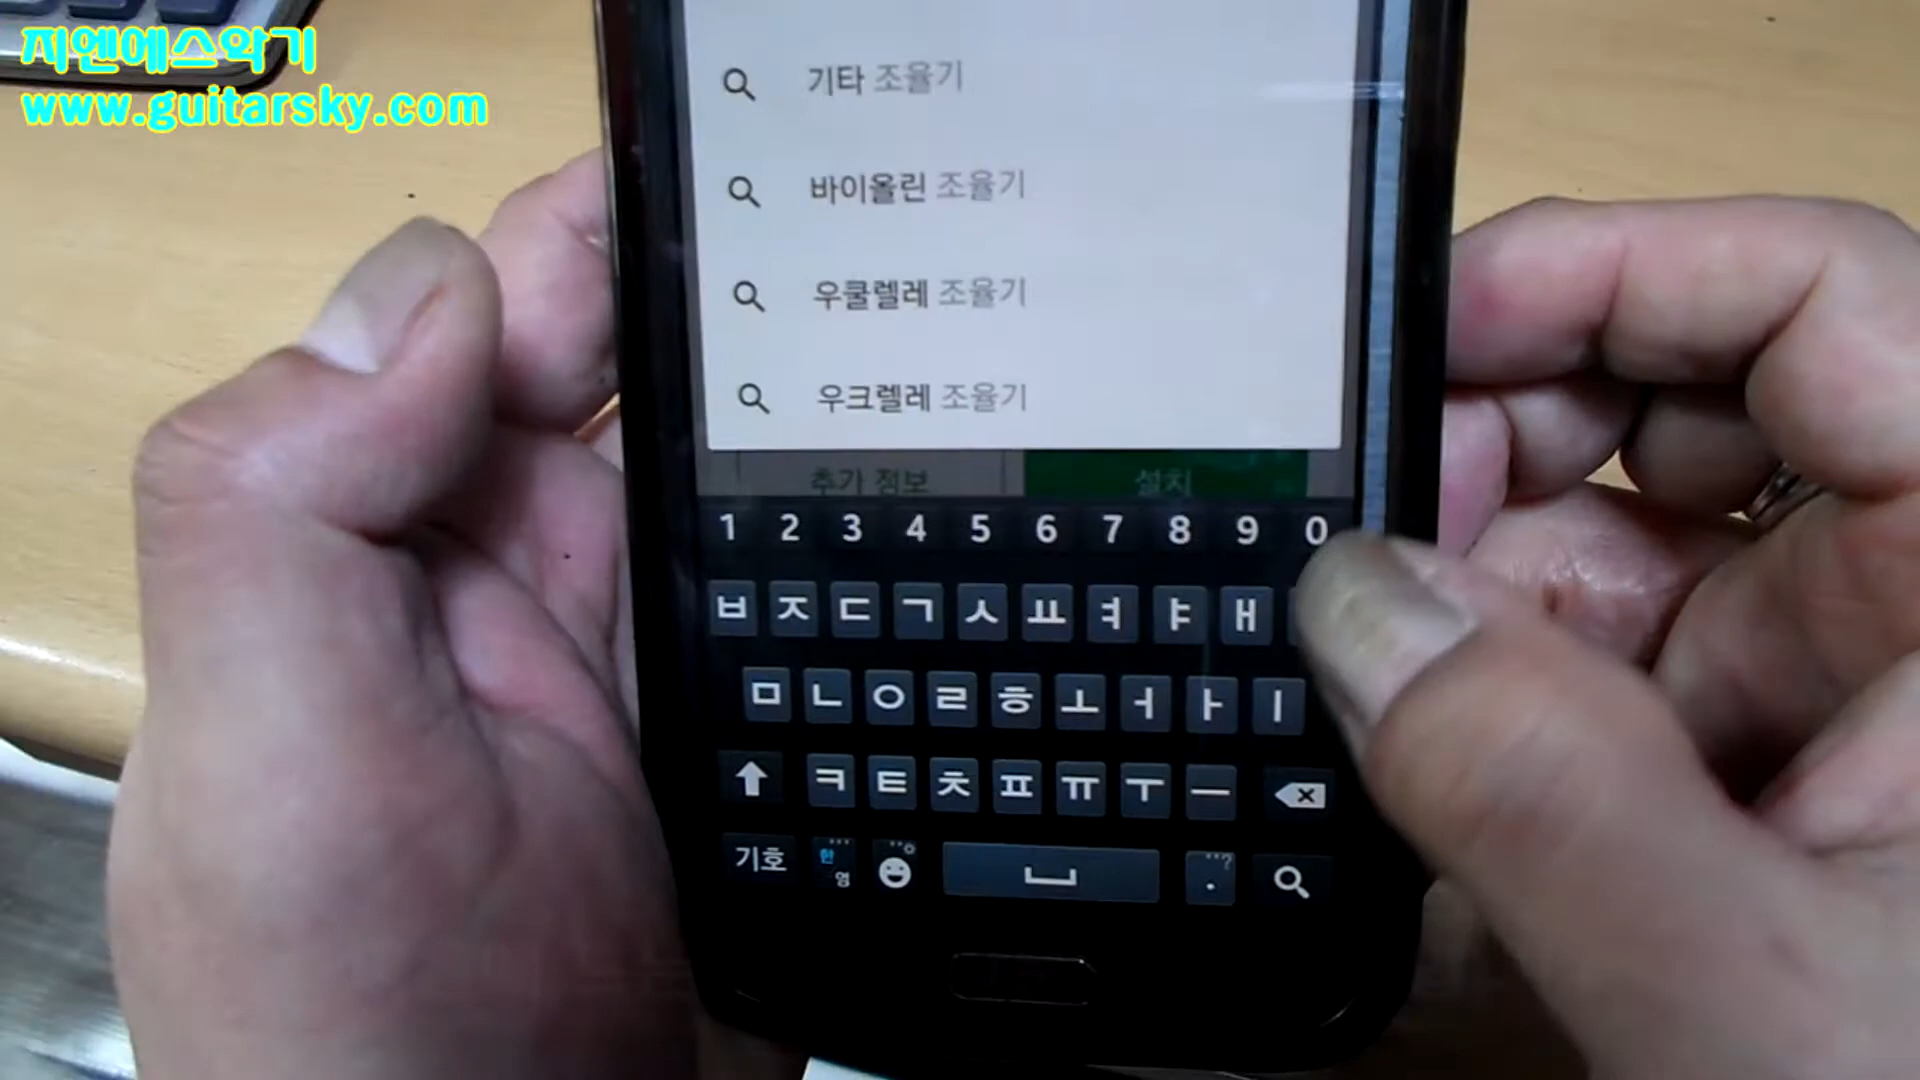 지엔에스악기
www.guitarsky.com
기타 조율기
바이올린 조율기
우쿨렐레 조율기
우크렐레 조율기
추가 정보 설치
1 2 3 4 5 6 7 8 9 0
ㅂ ㅈ ㄷ ㄱ ㅅ ㅛ ㅕ ㅑ ㅐ
ㅁ ㄴ ㅇ ㄹ ㅎ ㅗ ㅓ ㅏ ㅣ
ㅋ ㅌ ㅊ ㅍ ㅠ ㅜ ㅡ
기호 한 영 . ?